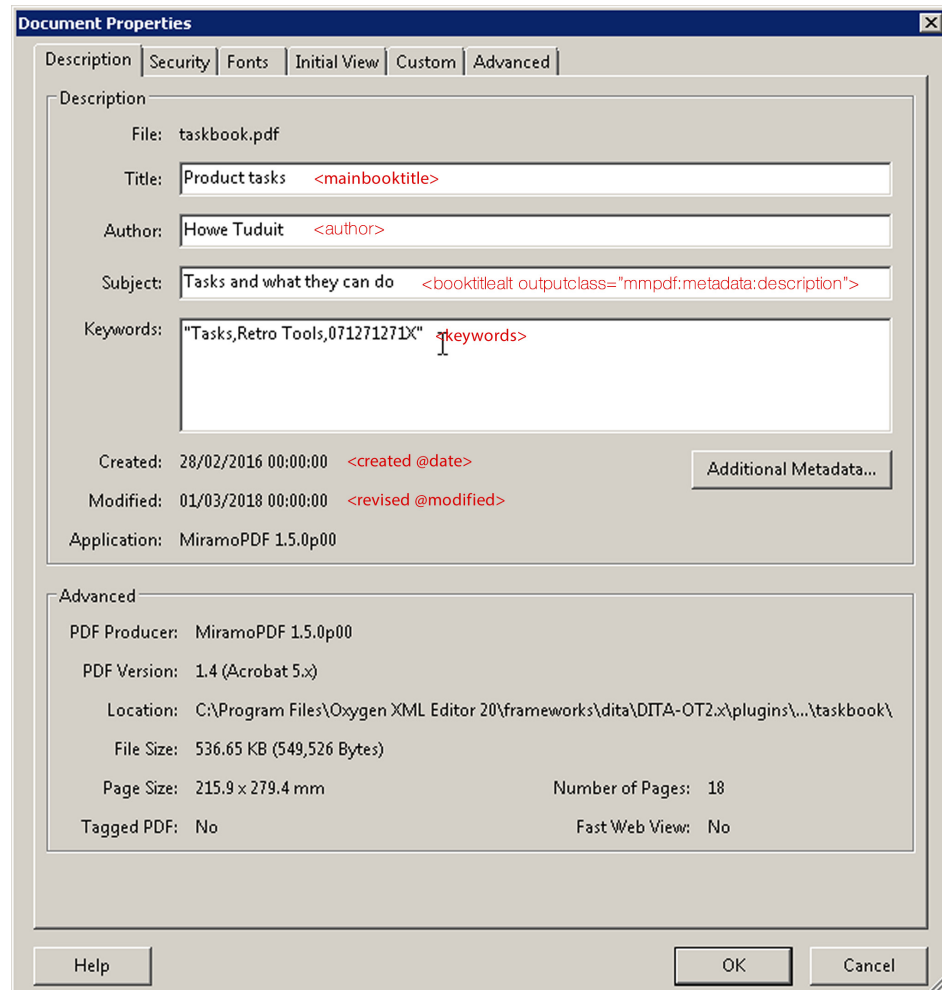 Document Properties
Description Security Fonts Initial View Custom Advanced
Description
File: taskbook.pdf
Title: Product tasks <mainbooktitle>
Author: Howe Tuduit <author>
Subject: Tasks and what they can do <booktitlealt outputclass="mmpdf:metadata:description">
Keywords: "Tasks,Retro Tools,071271271X" <keywords>
Created: 28/02/2016 00:00:00 <created @date>
Additional Metadata...
Modified: 01/03/2018 00:00:00 <revised @modified>
Application: MiramoPDF 1.5.0p00
Advanced
PDF Producer: MiramoPDF 1.5.0p00
PDF Version: 1.4 (Acrobat 5.x)
Location: C:\Program Files\Oxygen XML Editor 20\frameworks\dita\DITA-OT2.x\plugins\...\taskbook\
File Size: 536.65 KB (549,526 Bytes)
Page Size: 215.9 x 279.4 mm Number of Pages: 18
Tagged PDF: No Fast Web View: No
Help OK Cancel